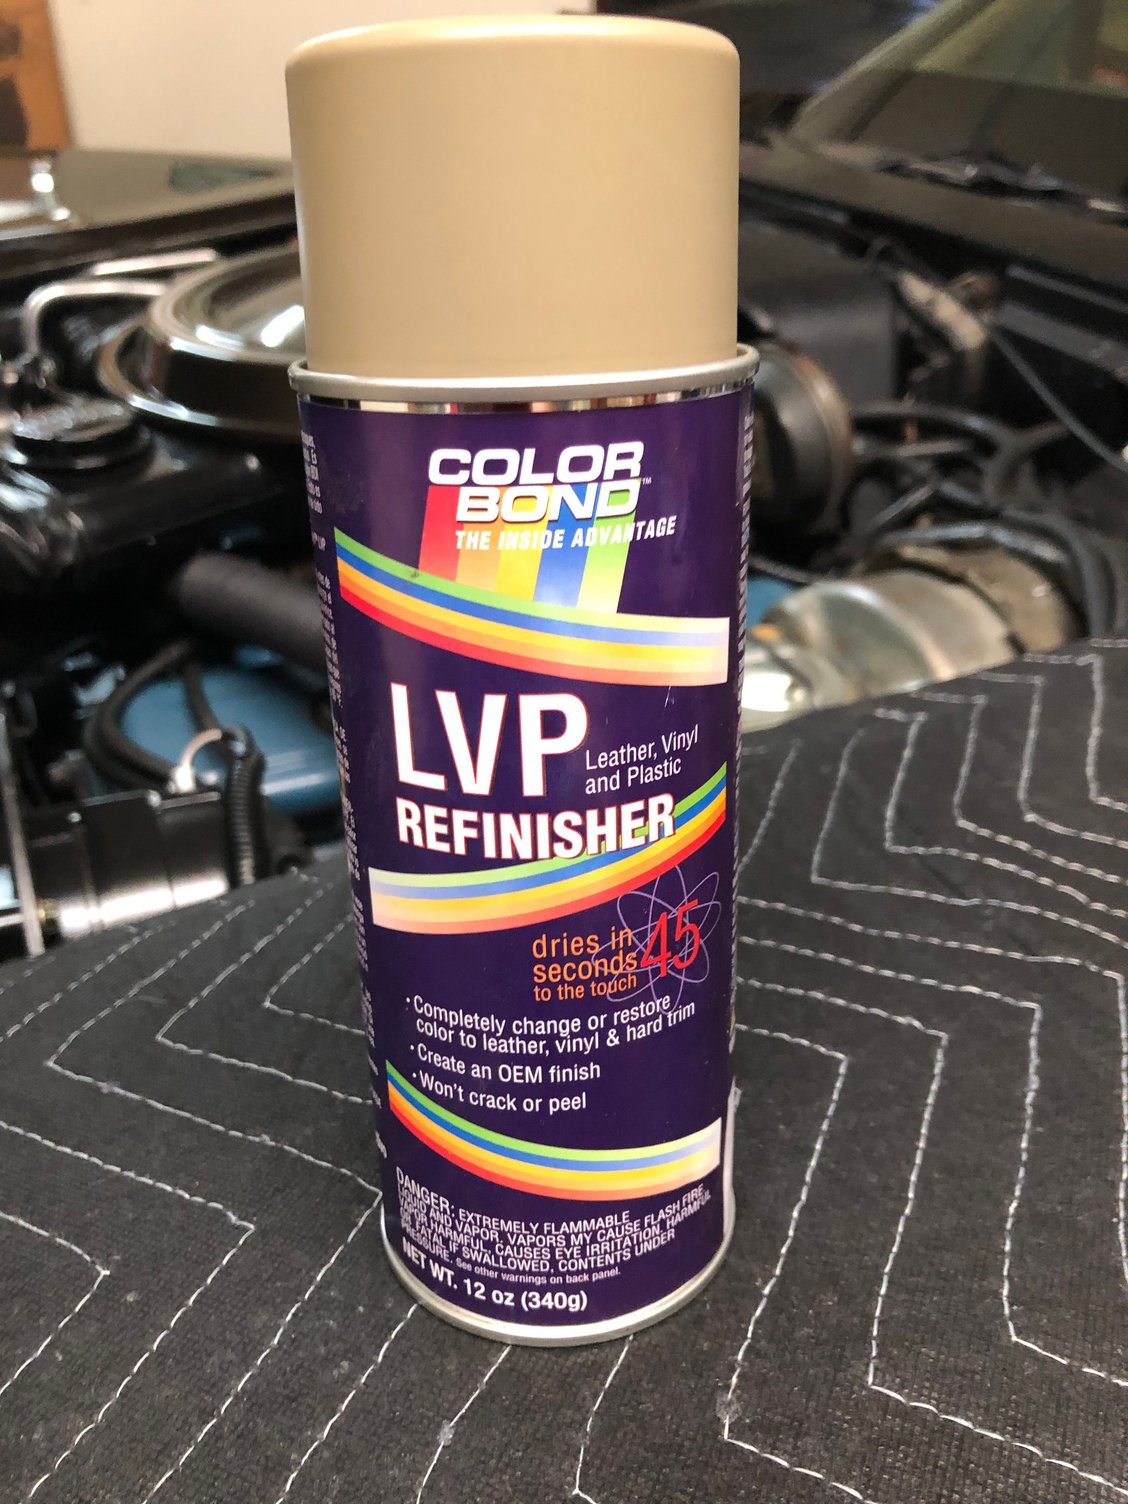 COLOR
BOND™
THE INSIDE ADVANTAGE
LVP
Leather, Vinyl
and Plastic
REFINISHER
dries in
seconds
45
to the touch
• Completely change or restore
color to leather, vinyl & hard trim
• Create an OEM finish
• Won't crack or peel
DANGER: EXTREMELY FLAMMABLE
LIQUID AND VAPOR, VAPORS MY CAUSE FLASH FIRE
VAPOR HARMFUL, CAUSES EYE IRRITATION, HARMFUL
OR FATAL IF SWALLOWED, CONTENTS UNDER
PRESSURE. See other warnings on back panel.
NET WT. 12 oz (340g)